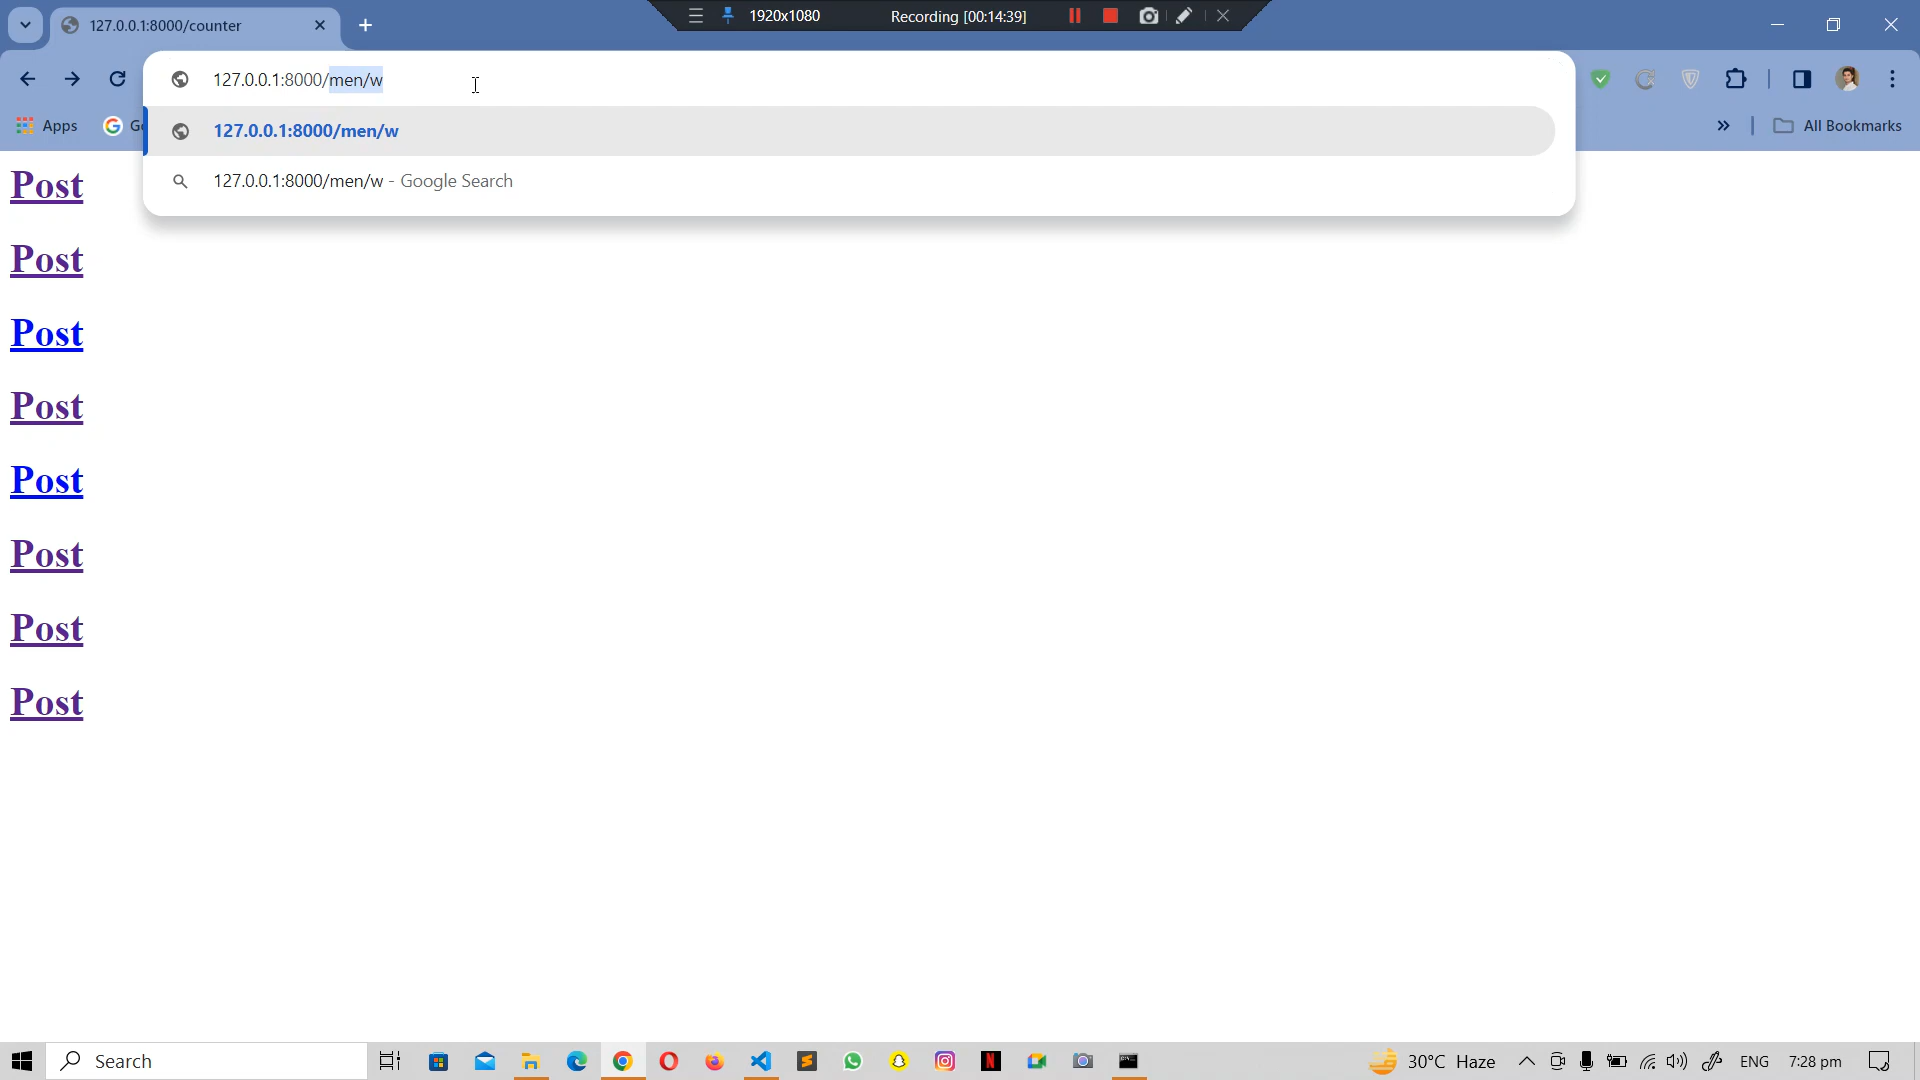 127.0.0.1:8000/counter
1920x1080
Recording [00:14:39]
127.0.0.1:8000/men/w
127.0.0.1:8000/men/w
127.0.0.1:8000/men/w - Google Search
Apps
All Bookmarks
Post
Post
Post
Post
Post
Post
Post
Post
Search
30°C Haze
ENG
7:28 pm